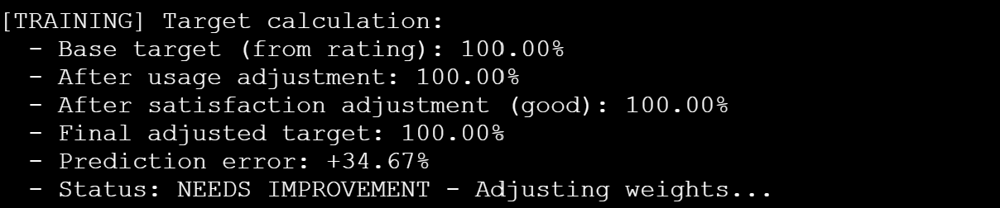 [TRAINING] Target calculation:
- Base target (from rating): 100.00%
- After usage adjustment: 100.00%
- After satisfaction adjustment (good): 100.00%
- Final adjusted target: 100.00%
- Prediction error: +34.67%
- Status: NEEDS IMPROVEMENT - Adjusting weights...